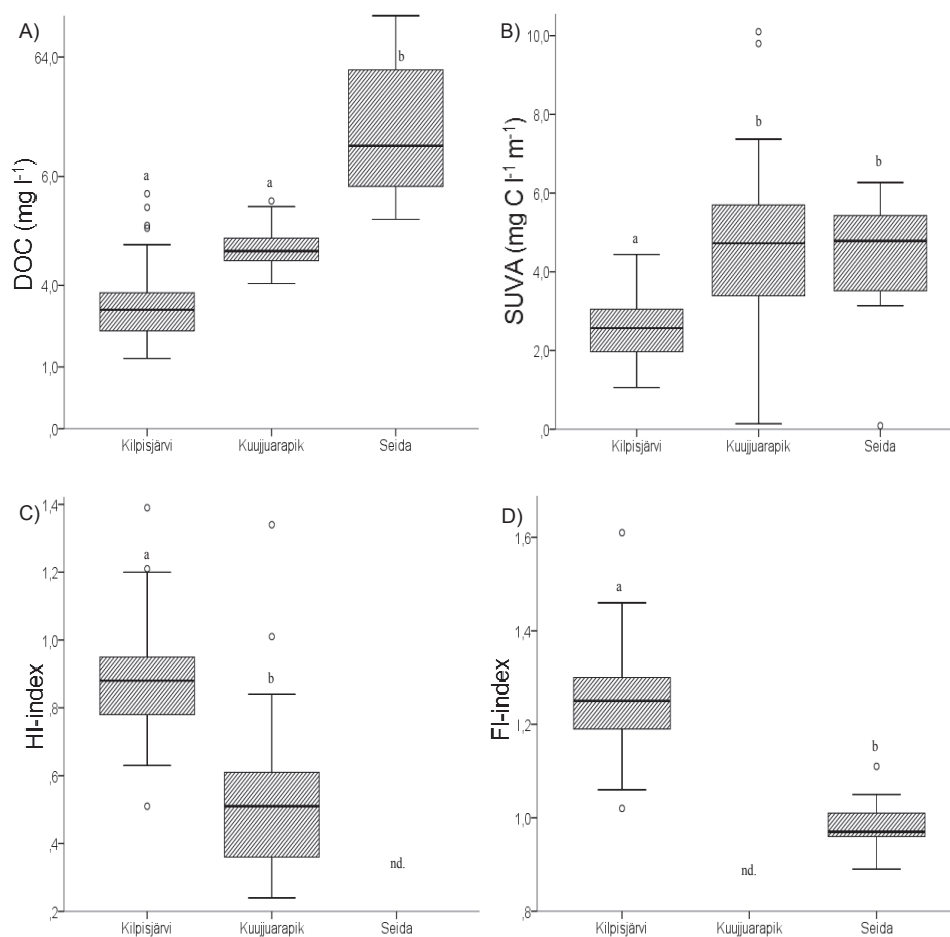 A)
64,0
6,0
4,0
1,0
,0
DOC (mg l-1)
a
a
b
Kilpisjärvi
Kuujjuarapik
Seida
B)
10,0
8,0
6,0
4,0
2,0
,0
SUVA (mg C l-1 m-1)
a
b
b
Kilpisjärvi
Kuujjuarapik
Seida
C)
1,4
1,2
1,0
,8
,6
,4
,2
HI-index
a
b
nd.
Kilpisjärvi
Kuujjuarapik
Seida
D)
1,6
1,4
1,2
1,0
,8
FI-index
a
nd.
b
Kilpisjärvi
Kuujjuarapik
Seida